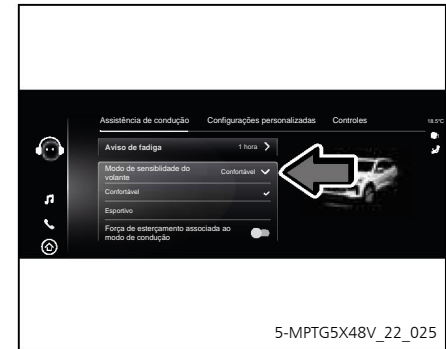 Assistência de condução Configurações personalizadas Controles
18.5°C
Aviso de fadiga 1 hora
Modo de sensiblidade do
volante Confortável
Confortável
Esportivo
Força de esterçamento associada ao
modo de condução
5-MPTG5X48V_22_025